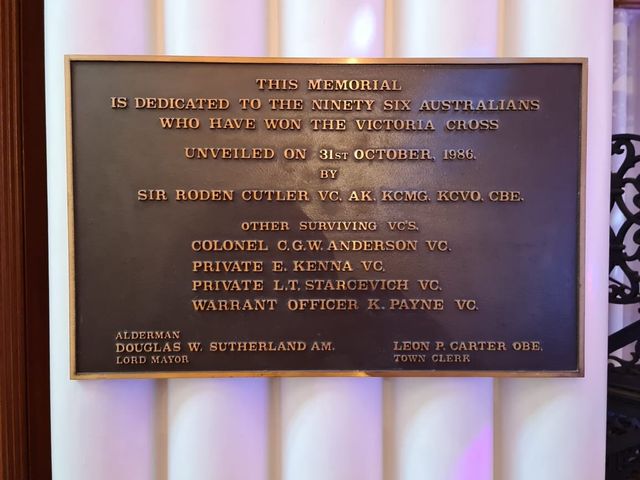 THIS MEMORIAL
IS DEDICATED TO THE NINETY SIX AUSTRALIANS
WHO HAVE WON THE VICTORIA CROSS
UNVEILED ON 31ST OCTOBER, 1986.
BY
SIR RODEN CUTLER VC. AK. KCMG. KCVO. CBE.
OTHER SURVIVING VC'S.
COLONEL C.G.W. ANDERSON VC.
PRIVATE E. KENNA VC.
PRIVATE L.T. STARCEVICH VC.
WARRANT OFFICER K. PAYNE VC.
ALDERMAN
DOUGLAS W. SUTHERLAND AM.
LORD MAYOR
LEON P. CARTER OBE.
TOWN CLERK